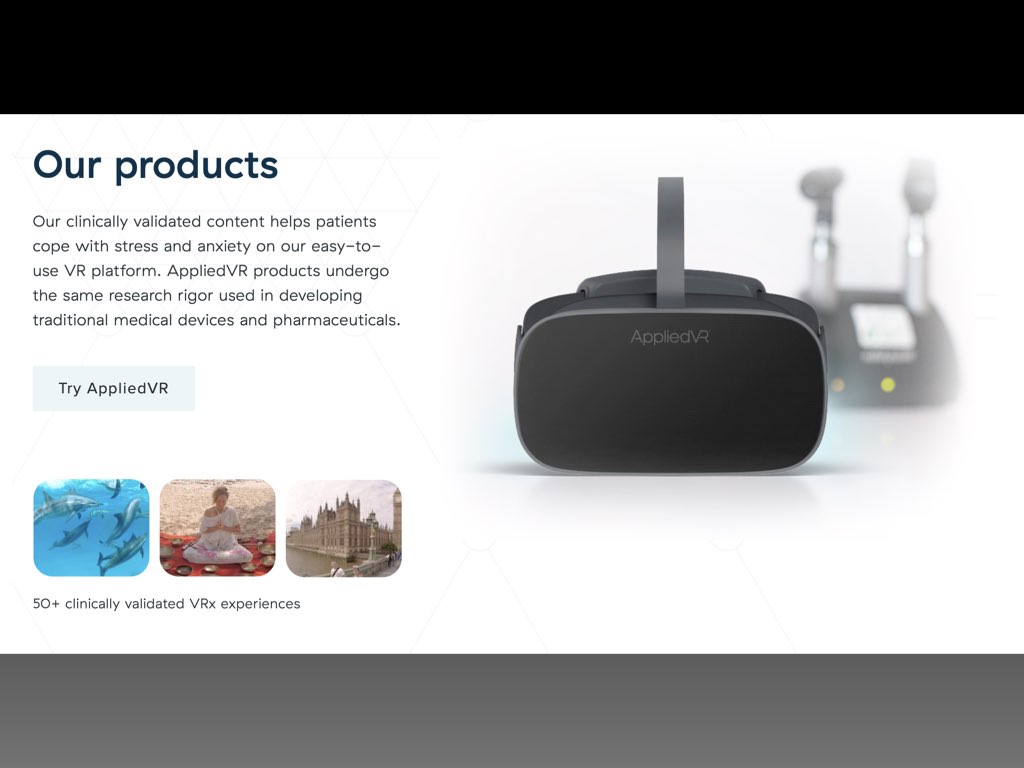 Our products
Our clinically validated content helps patients
cope with stress and anxiety on our easy-to-
use VR platform. AppliedVR products undergo
the same research rigor used in developing
traditional medical devices and pharmaceuticals.
AppliedVR
Try AppliedVR
50+ clinically validated VRx experiences